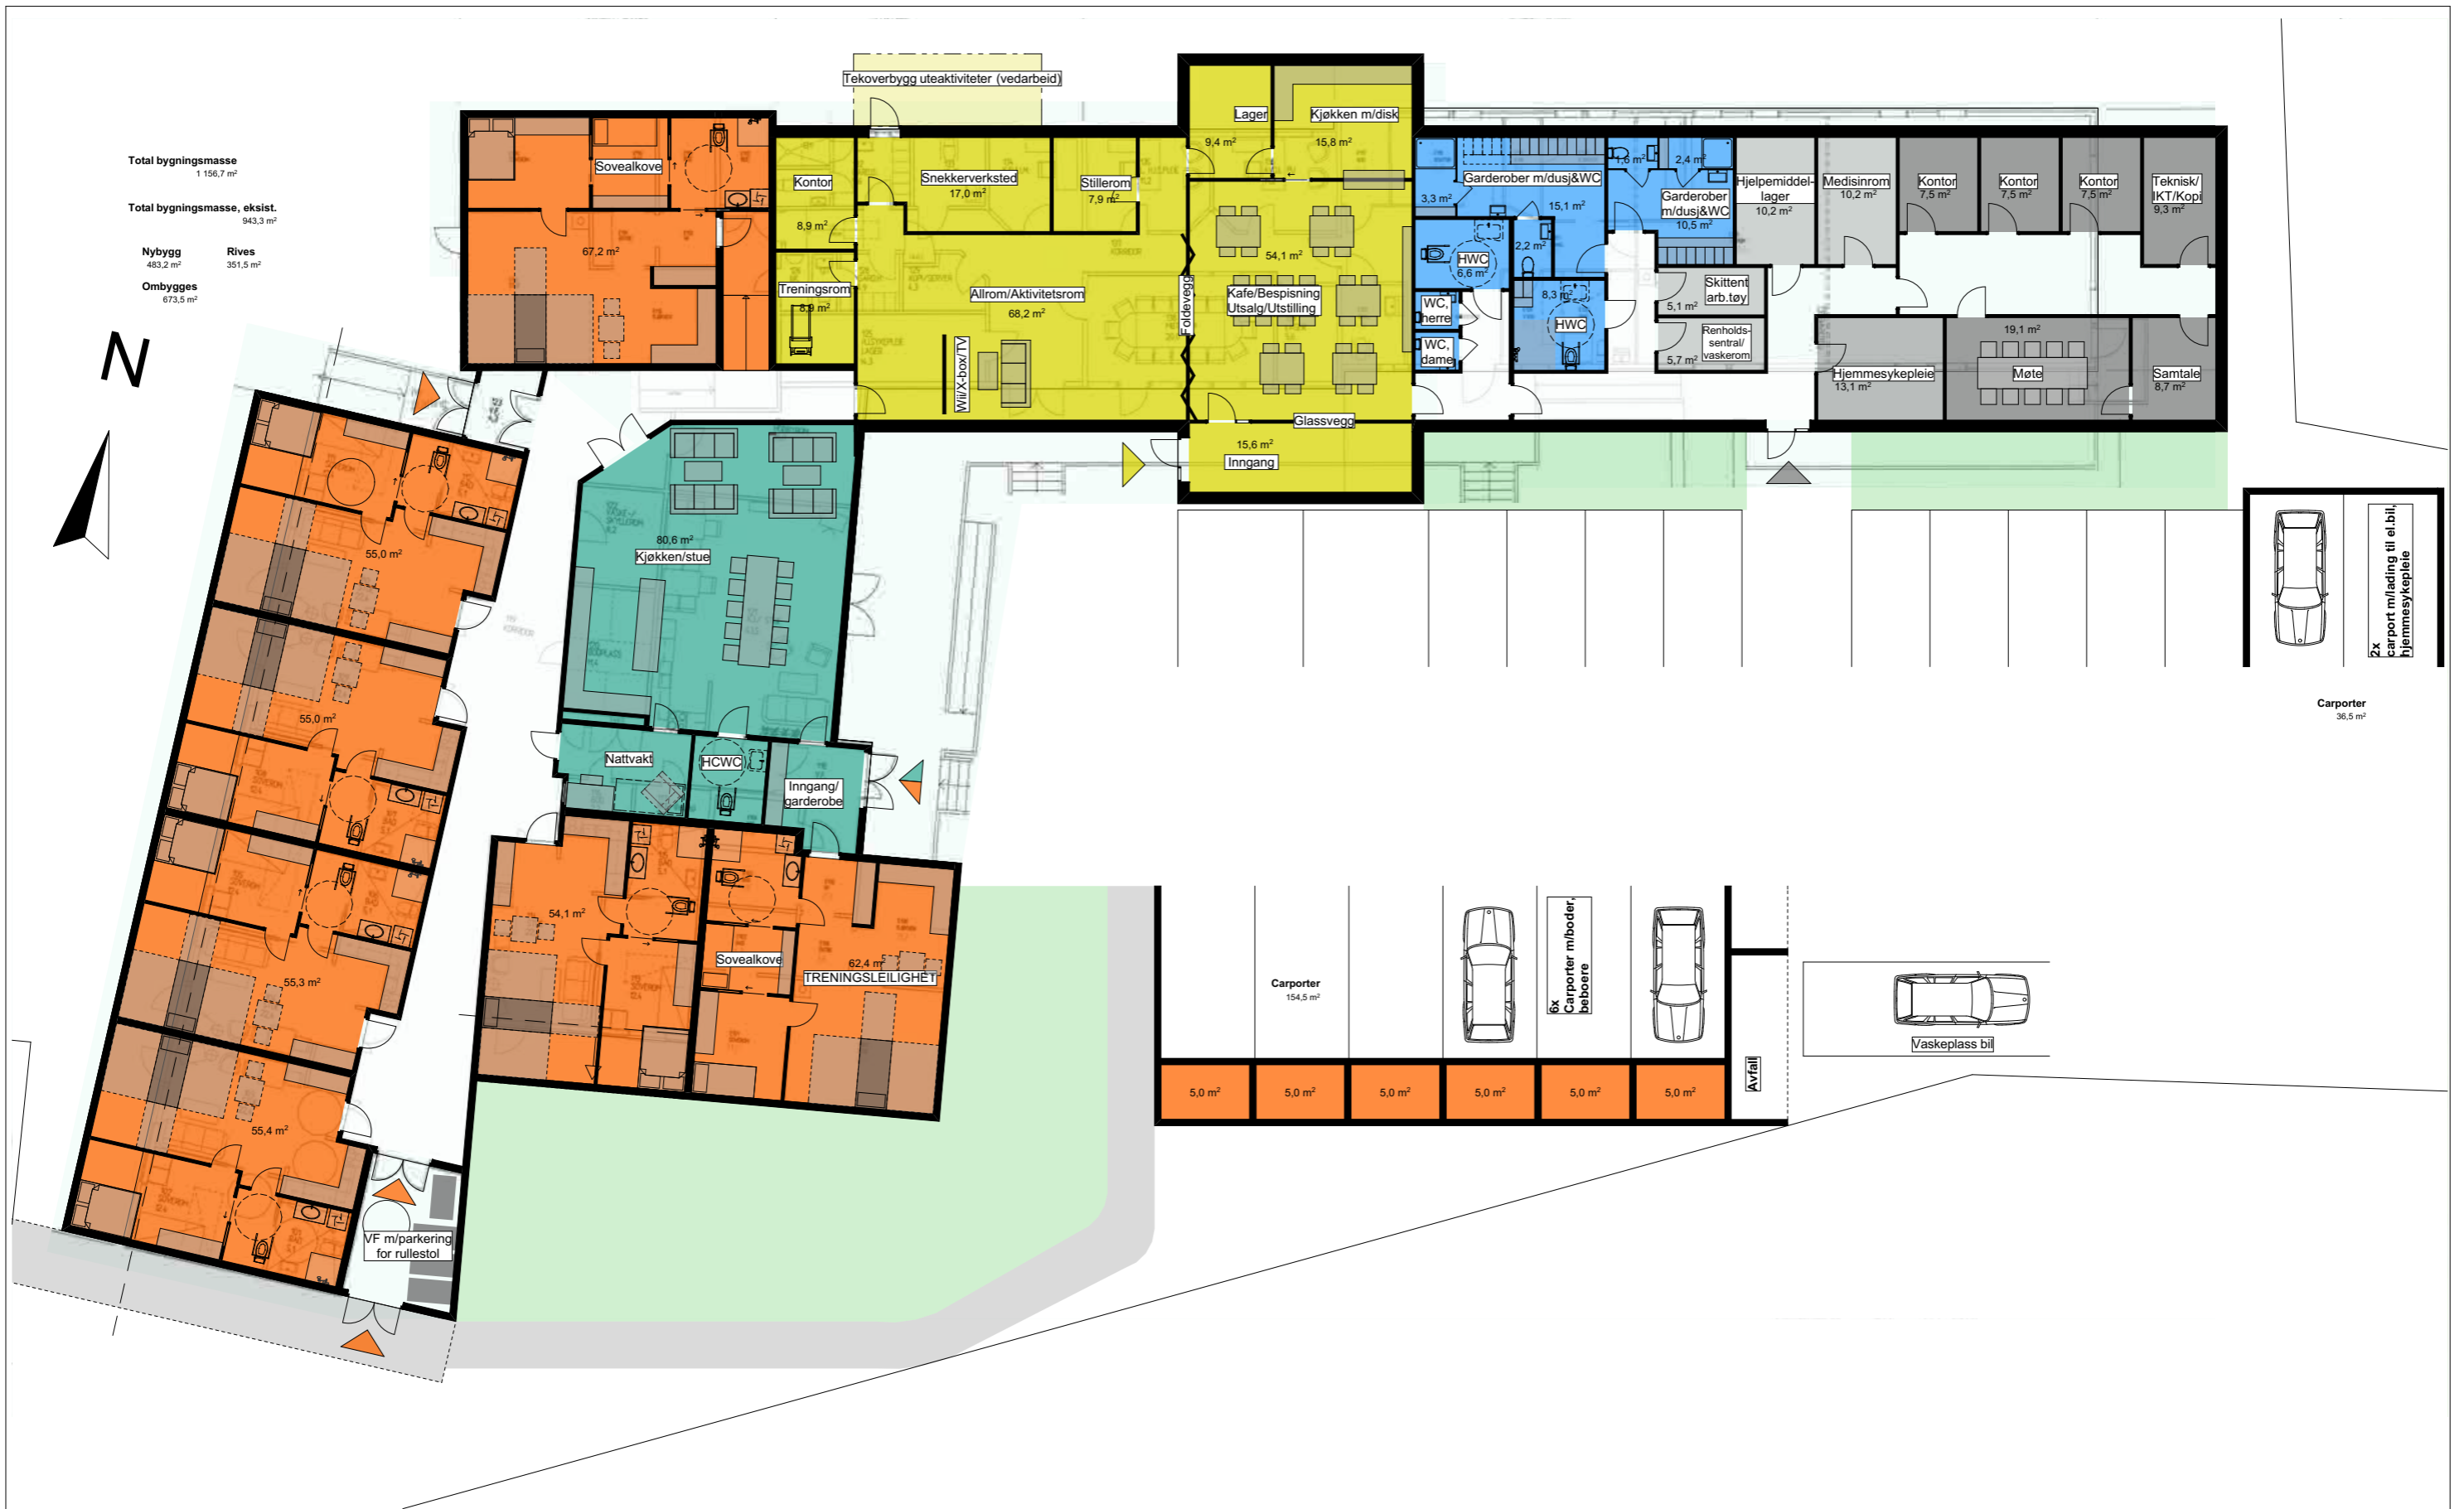 Tekoverbygg uteaktiviteter (vedarbeid)
Total bygningsmasse
1 156,7 m²
Total bygningsmasse, eksist.
943,3 m²
Nybygg
483,2 m²
Rives
351,5 m²
Ombygges
673,5 m²
N
Sovealkove
67,2 m²
Kontor
8,9 m²
Treningsrom
8,9 m²
Snekkerverksted
17,0 m²
Stillerom
7,9 m²
Allrom/Aktivitetsrom
68,2 m²
Wii/X-box/TV
Foldevegg
Lager
9,4 m²
Kjøkken m/disk
15,8 m²
54,1 m²
Kafe/Bespisning
Utsalg/Utstilling
Glassvegg
15,6 m²
Inngang
Garderober m/dusj&WC
3,3 m²
15,1 m²
1,6 m²
2,4 m²
Garderober
m/dusj&WC
10,5 m²
HWC
6,6 m²
2,2 m²
WC,
herre
WC,
dame
8,3 m²
HWC
Hjelpemiddel-
lager
10,2 m²
Medisinrom
10,2 m²
Kontor
7,5 m²
Kontor
7,5 m²
Kontor
7,5 m²
Teknisk/
IKT/Kopi
9,3 m²
Skittent
arb.tøy
5,1 m²
Renholds-
sentral/
vaskerom
5,7 m²
Hjemmesykepleie
13,1 m²
19,1 m²
Møte
Samtale
8,7 m²
2x
carport m/lading til el.bil,
hjemmesykepleie
Carporter
36,5 m²
80,6 m²
Kjøkken/stue
Nattvakt
HCWC
Inngang/
garderobe
55,0 m²
55,0 m²
55,3 m²
55,4 m²
54,1 m²
Sovealkove
62,4 m²
TRENINGSLEILIGHET
VF m/parkering
for rullestol
Carporter
154,5 m²
6x
Carporter m/boder,
beboere
5,0 m²
5,0 m²
5,0 m²
5,0 m²
5,0 m²
5,0 m²
Avfall
Vaskeplass bil